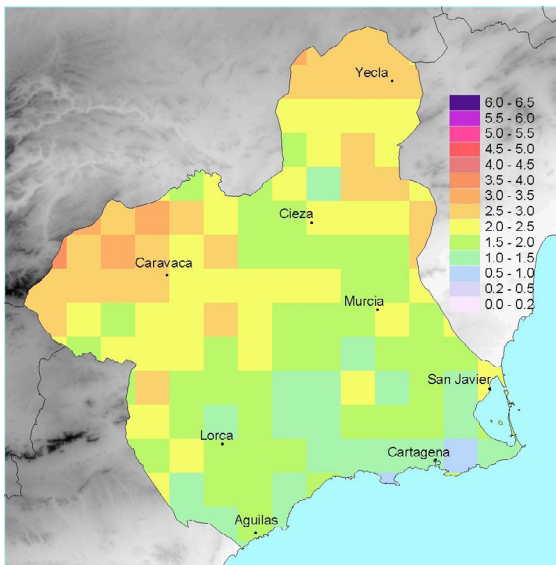 Yecla
6.0 - 6.5
5.5 - 6.0
5.0 - 5.5
4.5 - 5.0
4.0 - 4.5
3.5 - 4.0
3.0 - 3.5
2.5 - 3.0
2.0 - 2.5
1.5 - 2.0
1.0 - 1.5
0.5 - 1.0
0.2 - 0.5
0.0 - 0.2
Cieza
Caravaca
Murcia
San Javier
Lorca
Cartagena
Aguilas